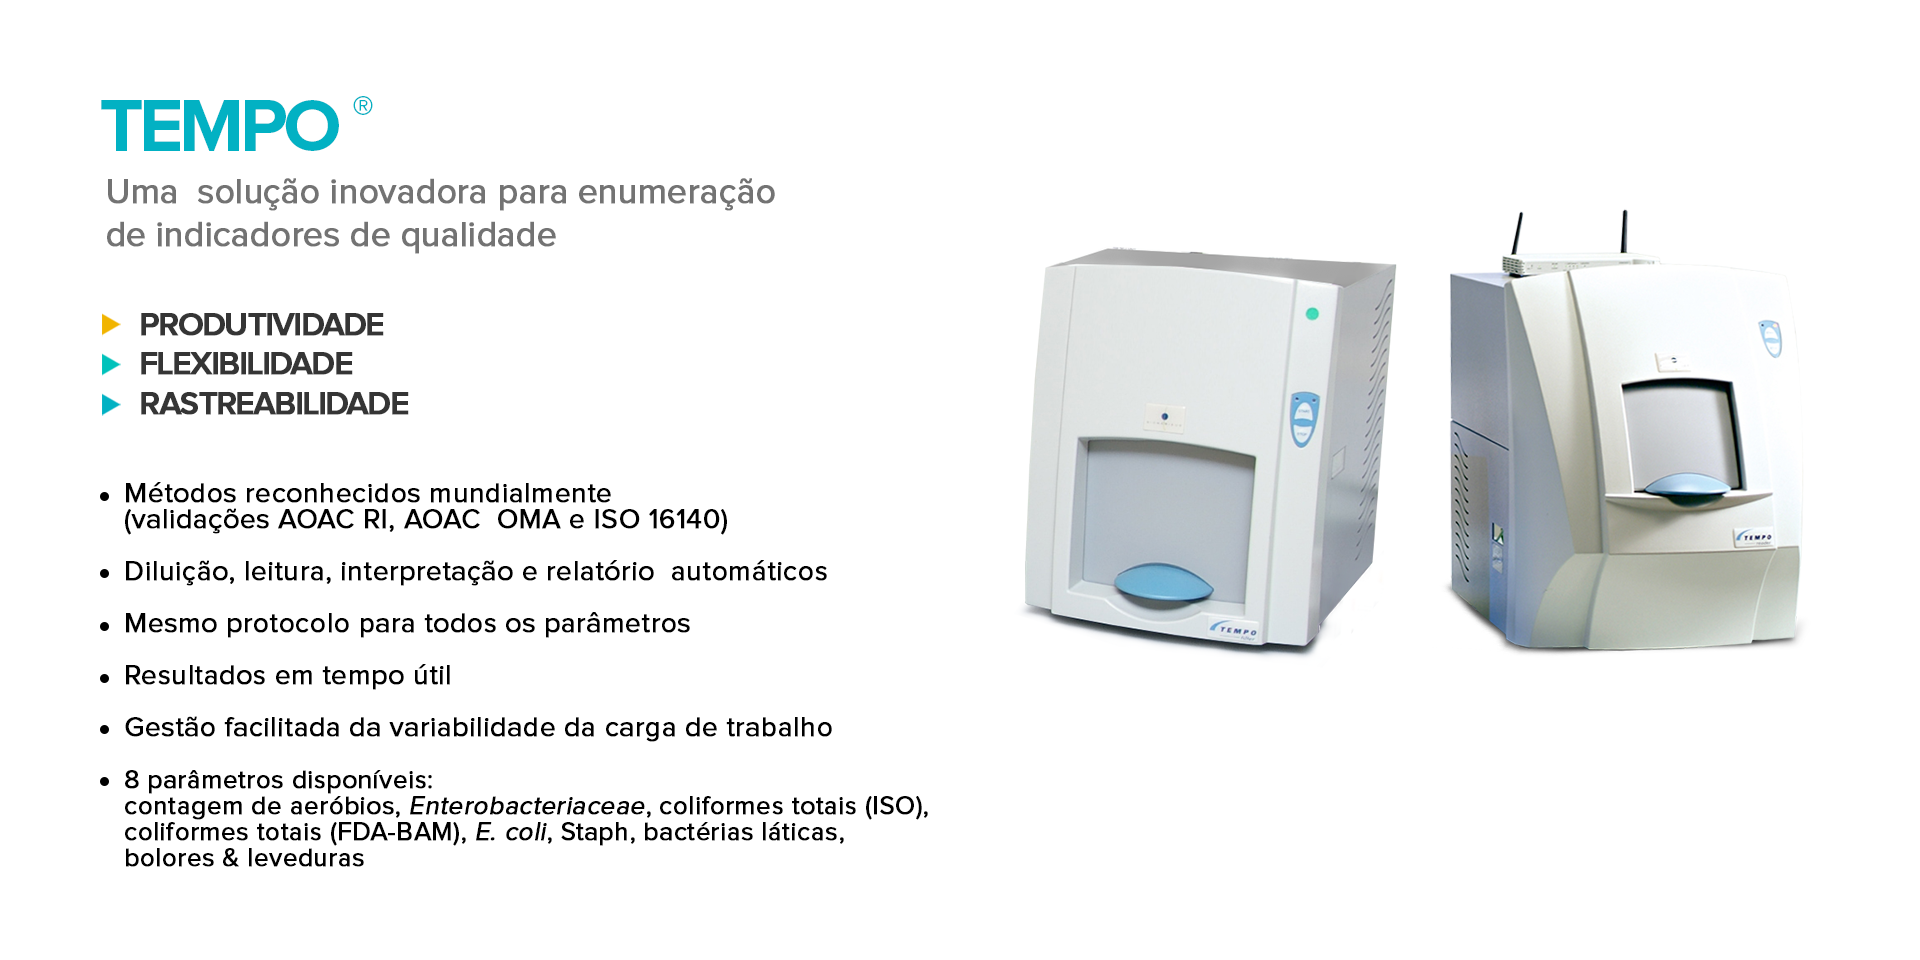 TEMPO ®
Uma  solução inovadora para enumeração
de indicadores de qualidade
PRODUTIVIDADE
FLEXIBILIDADE
RASTREABILIDADE
• Métodos reconhecidos mundialmente
(validações AOAC RI, AOAC  OMA e ISO 16140)
• Diluição, leitura, interpretação e relatório  automáticos
• Mesmo protocolo para todos os parâmetros
• Resultados em tempo útil
• Gestão facilitada da variabilidade da carga de trabalho
• 8 parâmetros disponíveis:
contagem de aeróbios, Enterobacteriaceae, coliformes totais (ISO),
coliformes totais (FDA-BAM), E. coli, Staph, bactérias láticas,
bolores & leveduras
TEMPO
TEMPO